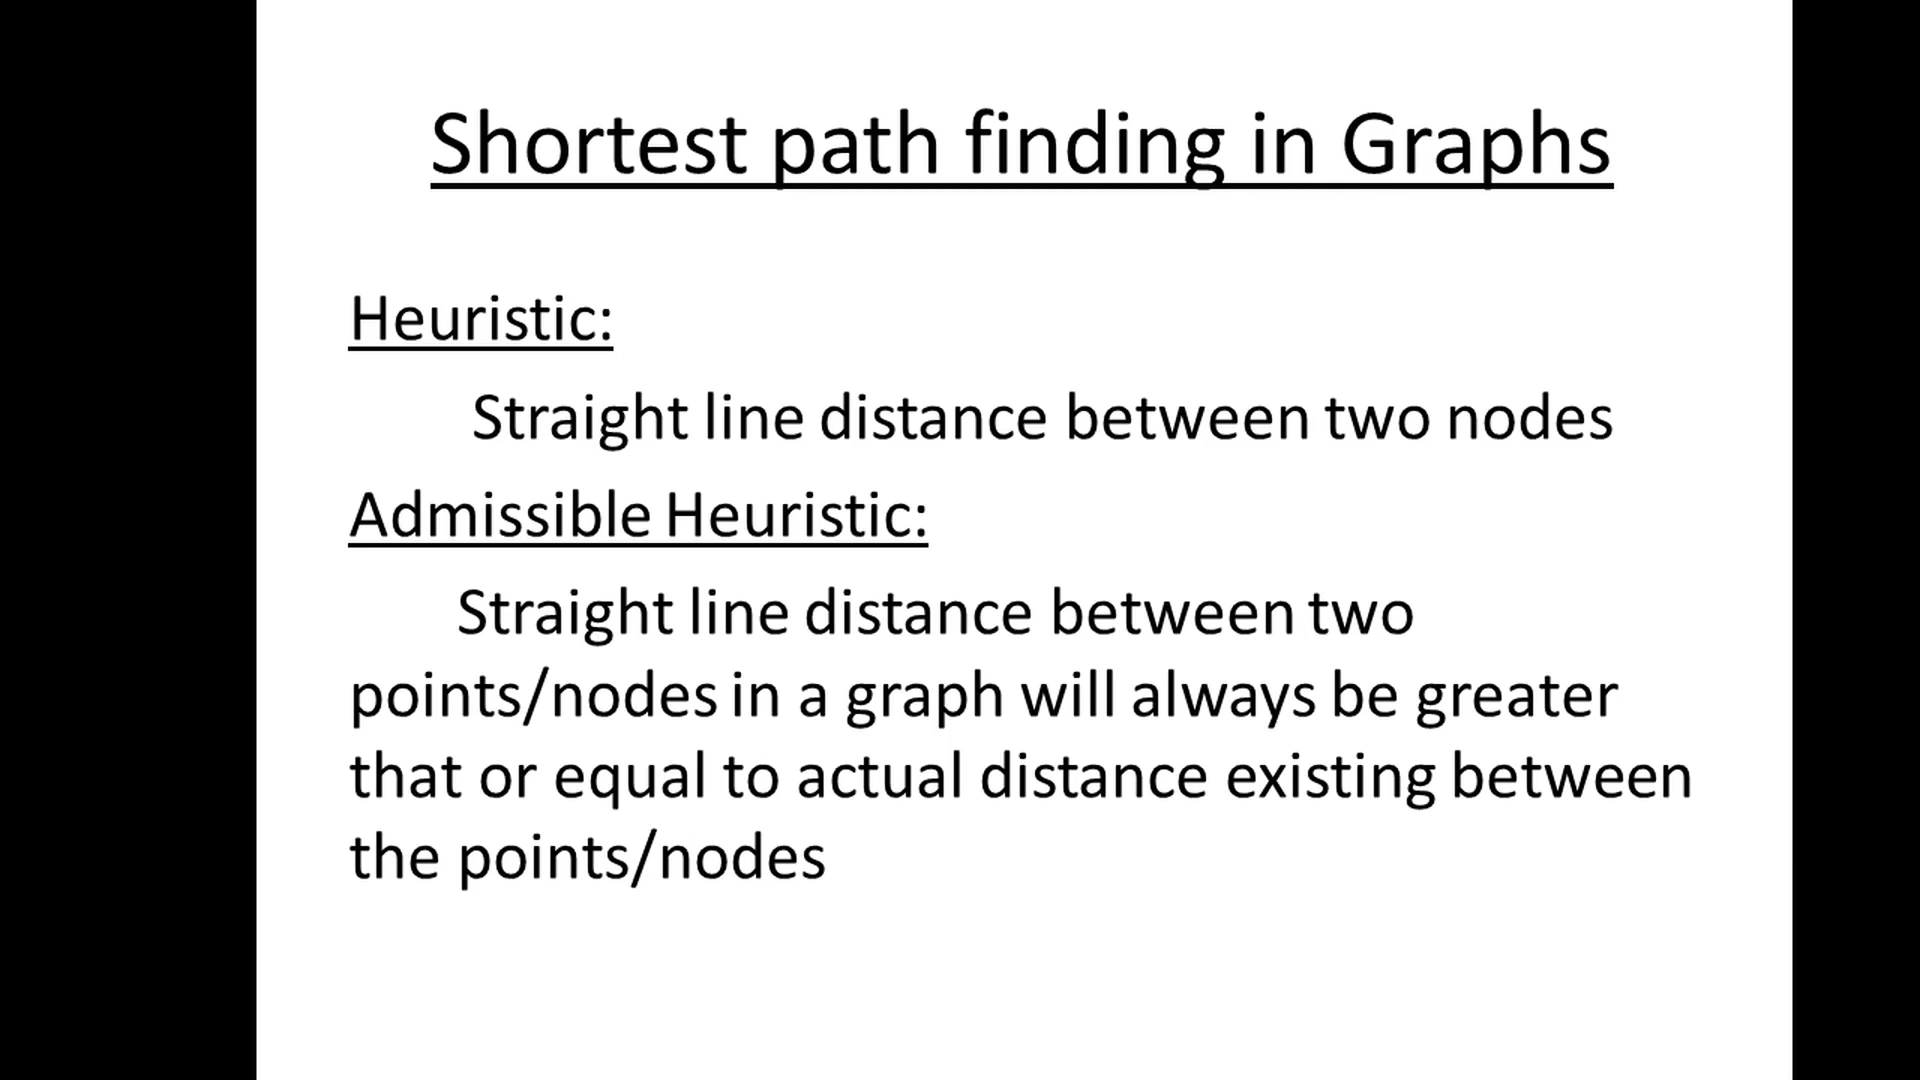 Shortest path finding in Graphs
Heuristic:
Straight line distance between two nodes
Admissible Heuristic:
Straight line distance between two
points/nodes in a graph will always be greater
that or equal to actual distance existing between
the points/nodes